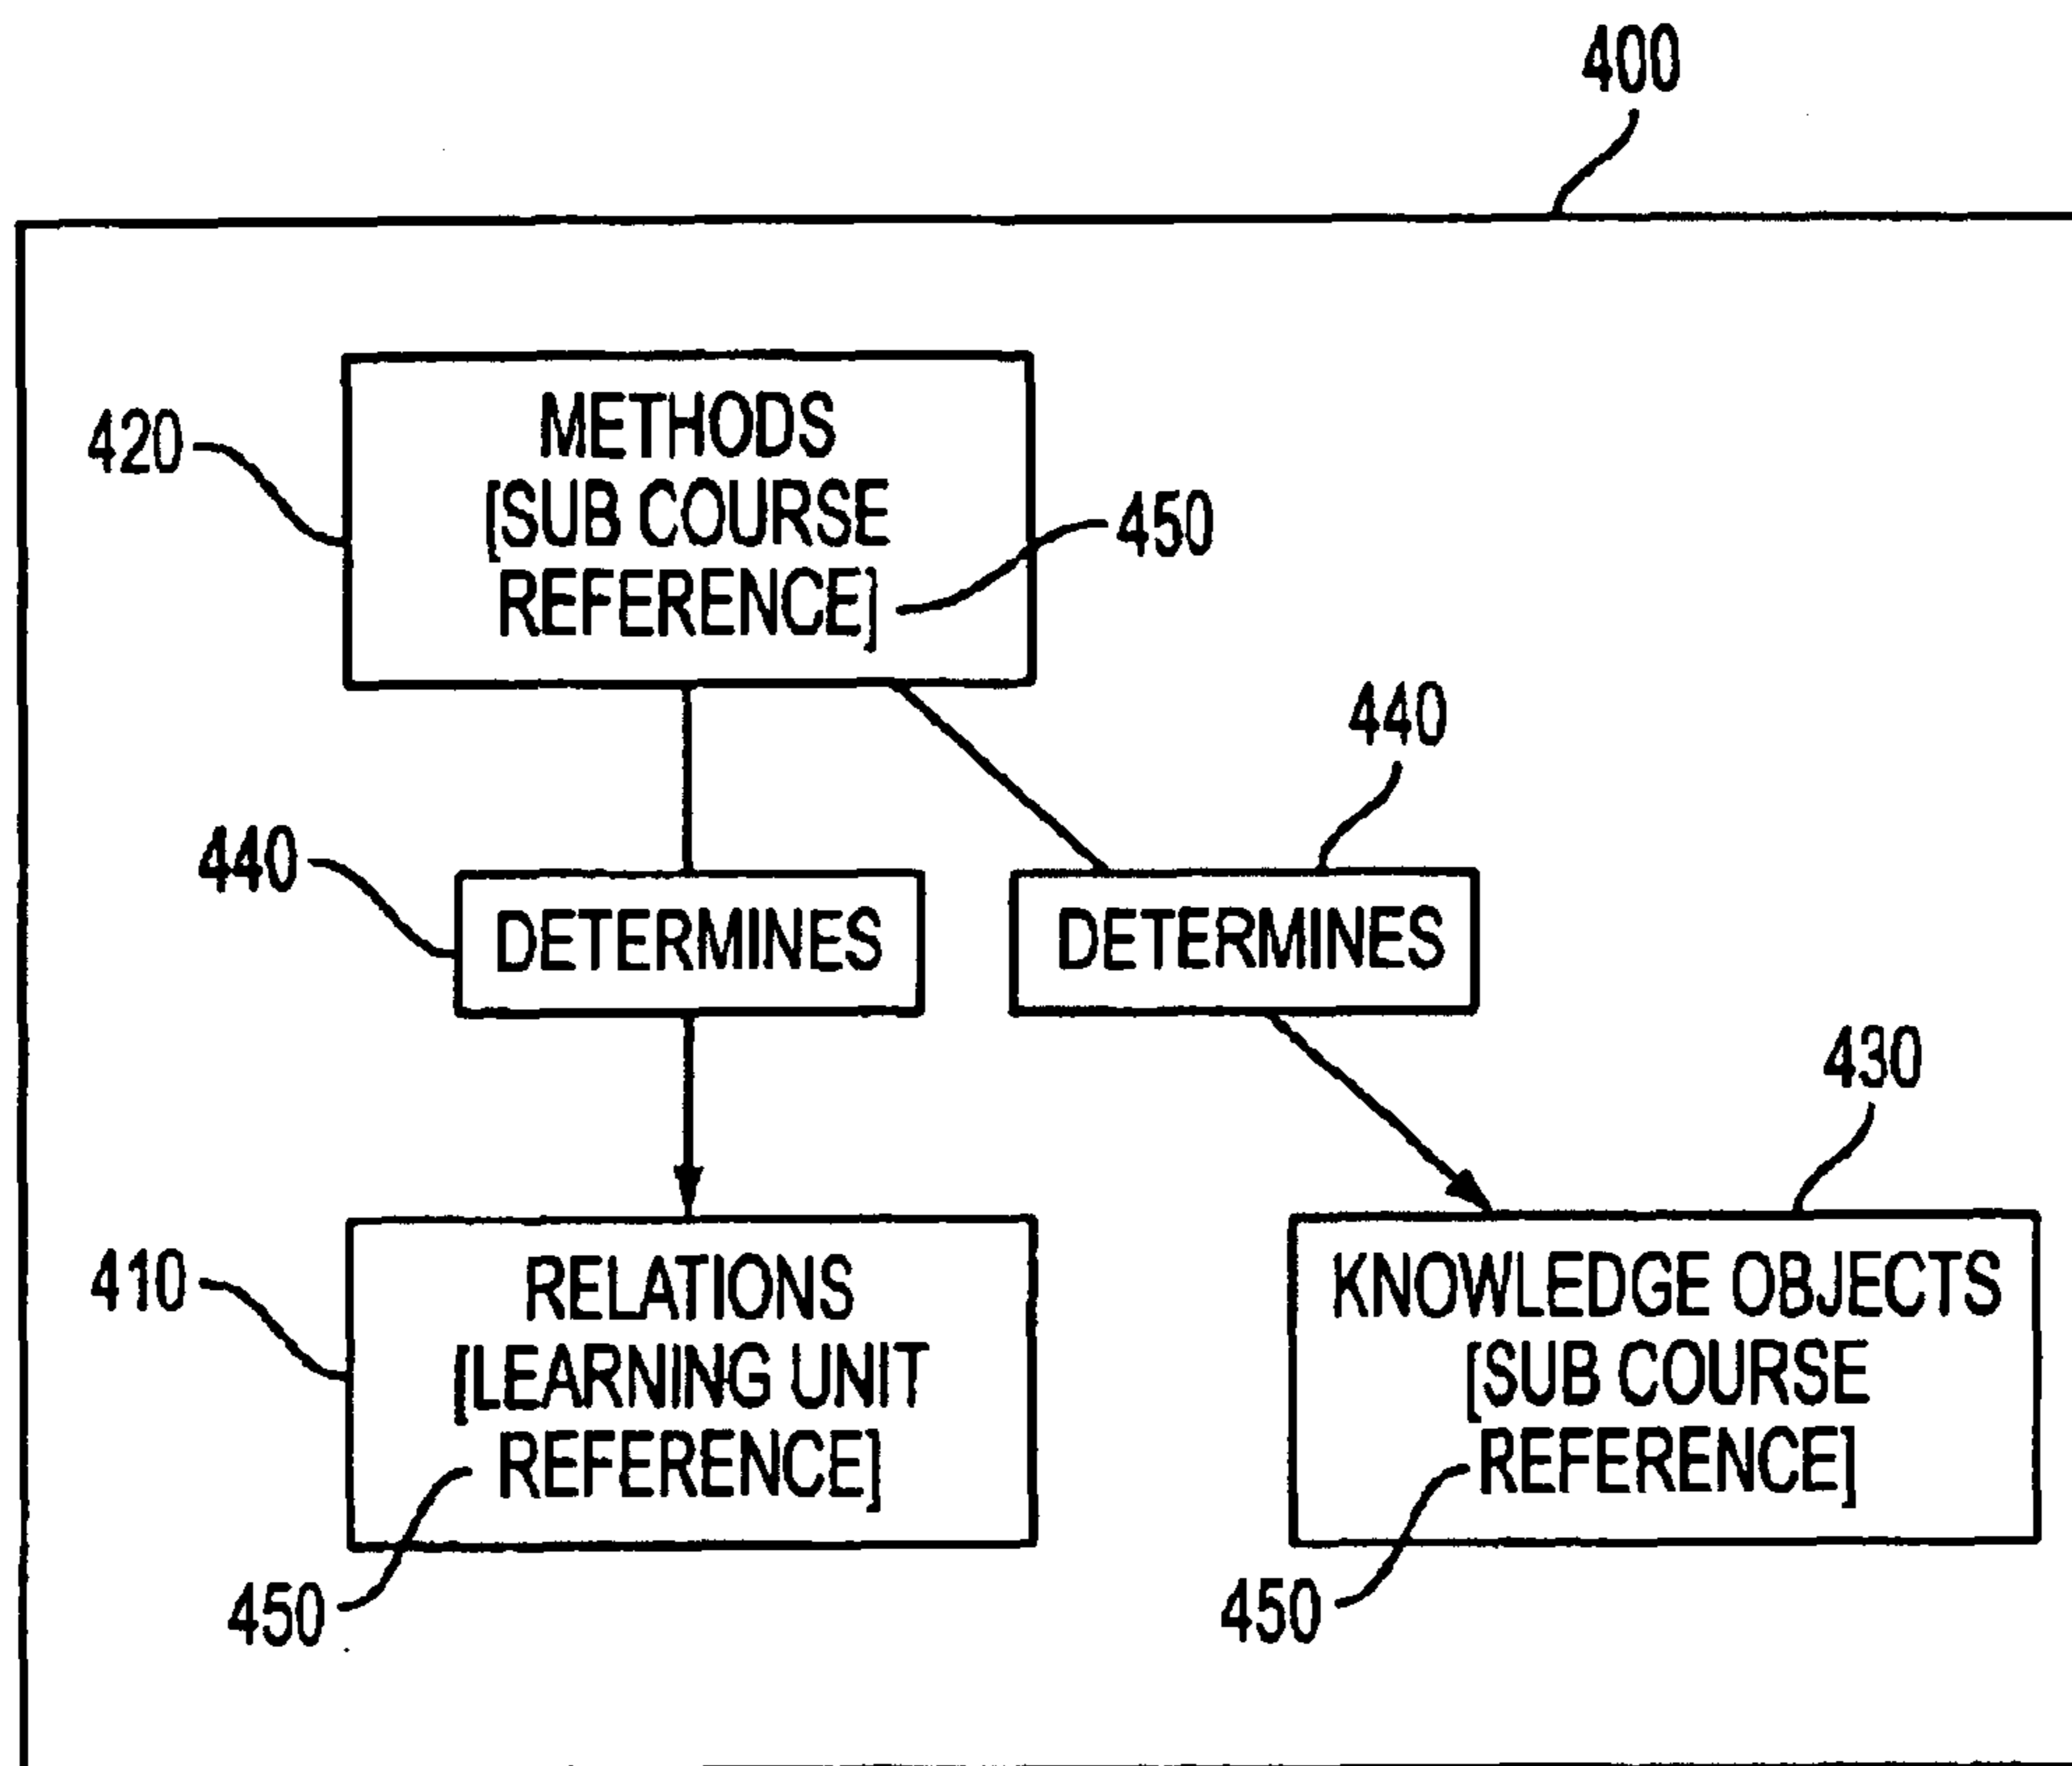 400
METHODS
[SUB COURSE
REFERENCE]
420
450
440
440
DETERMINES
DETERMINES
430
RELATIONS
[LEARNING UNIT
REFERENCE]
410
450
KNOWLEDGE OBJECTS
[SUB COURSE
REFERENCE]
450